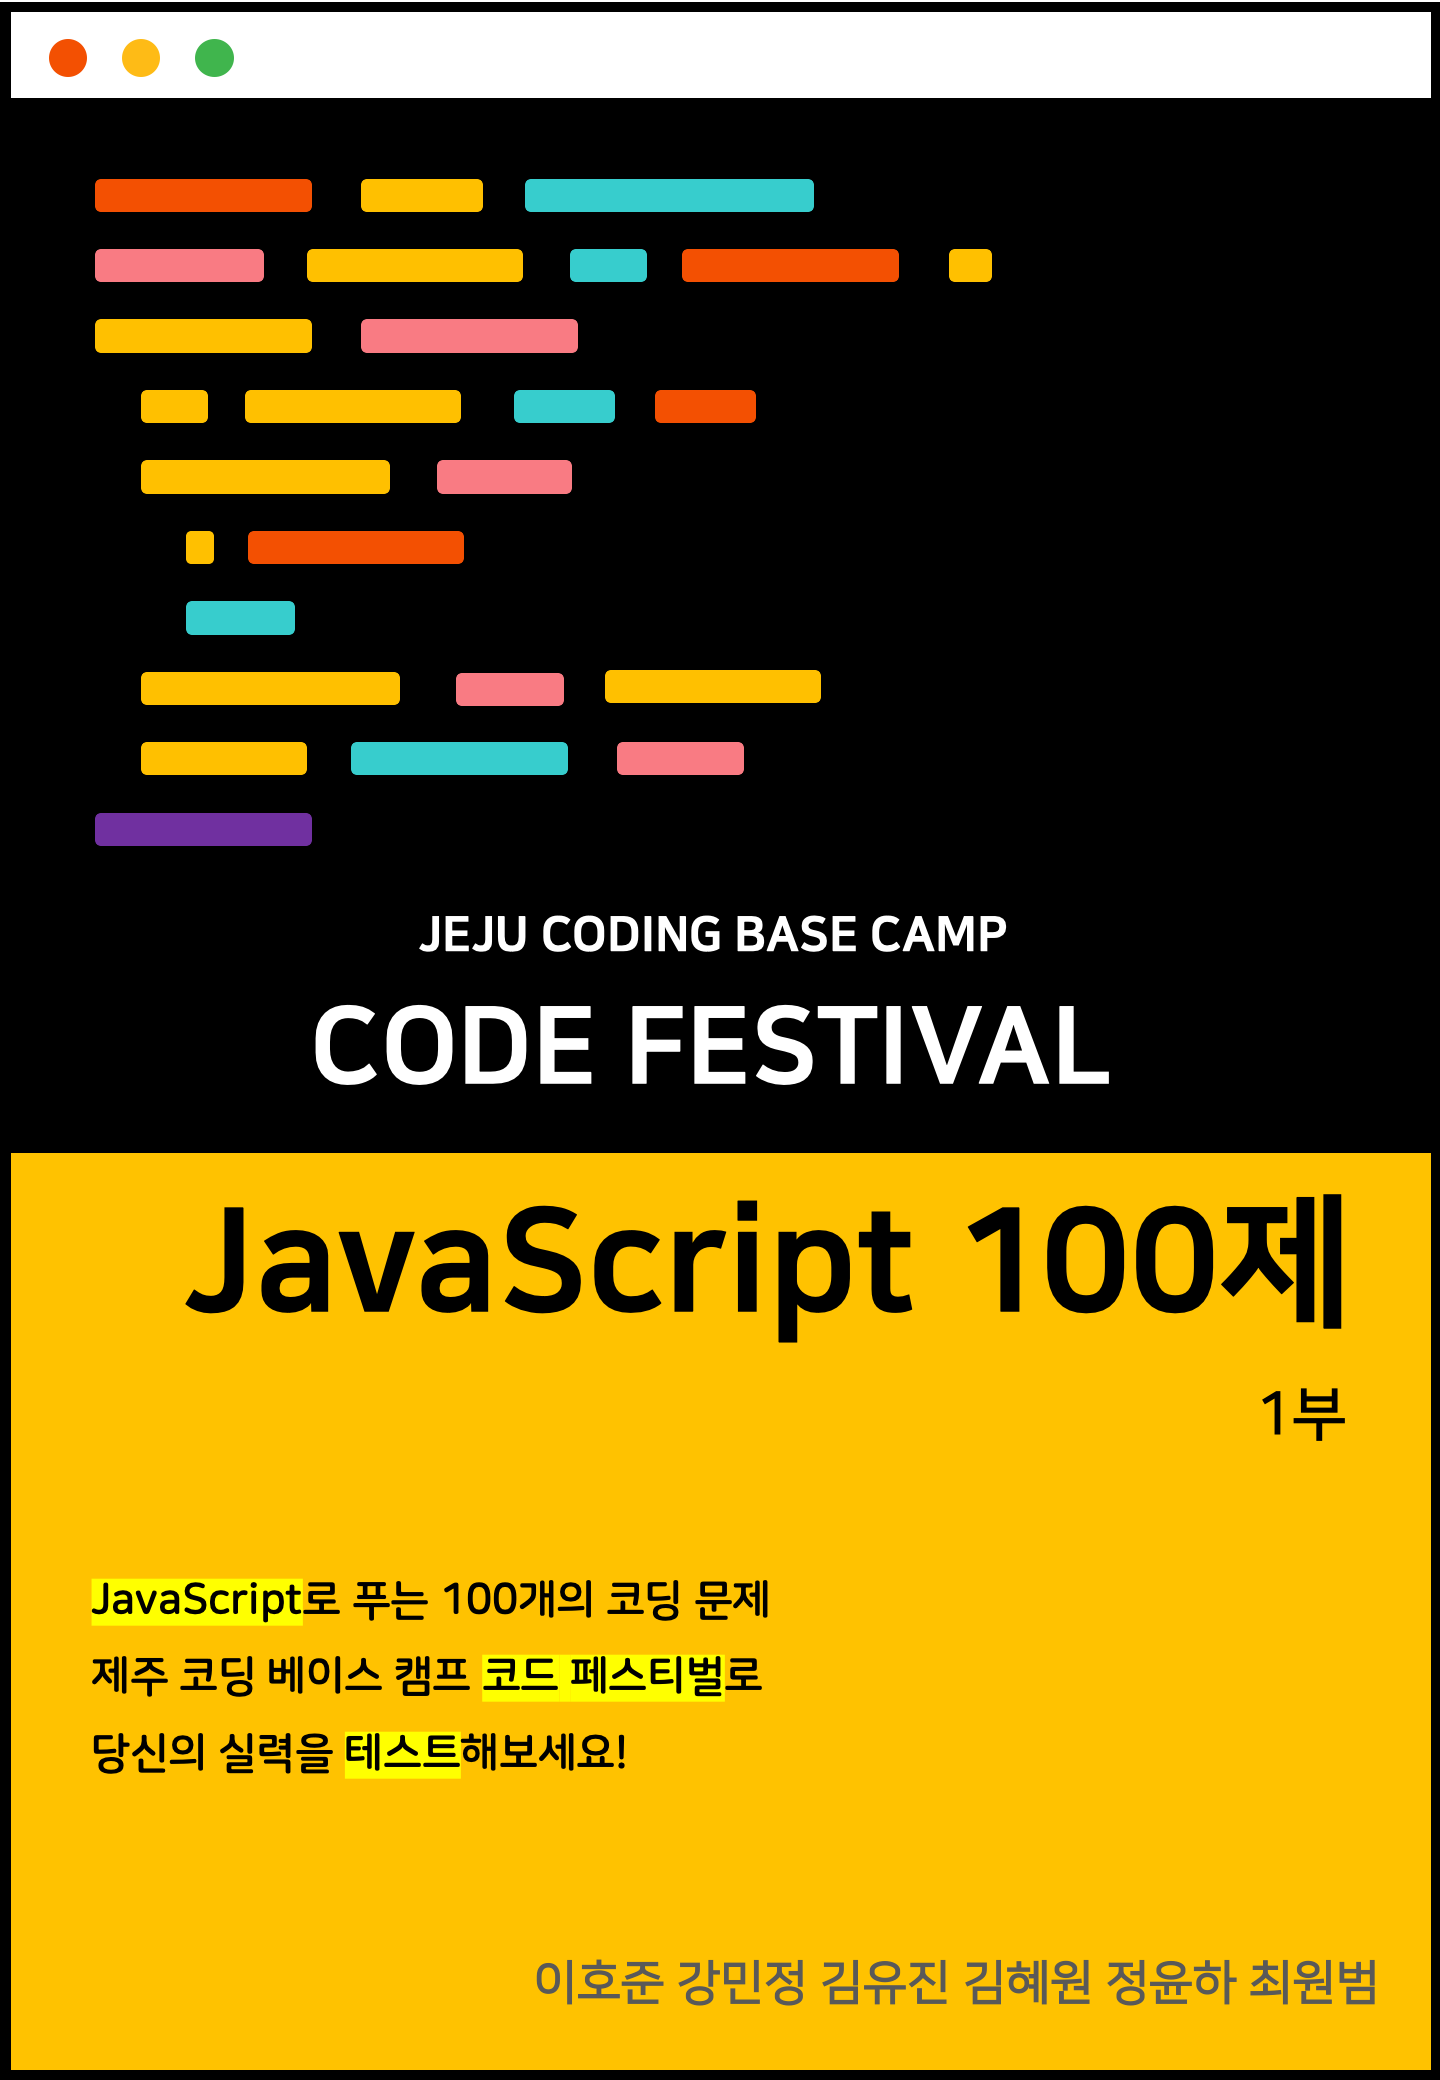 JEJU CODING BASE CAMP
CODE FESTIVAL
JavaScript 100제
1부
JavaScript로 푸는 100개의 코딩 문제
제주 코딩 베이스 캠프 코드 페스티벌로
당신의 실력을 테스트해보세요!
이호준 강민정 김유진 김혜원 정윤하 최원범